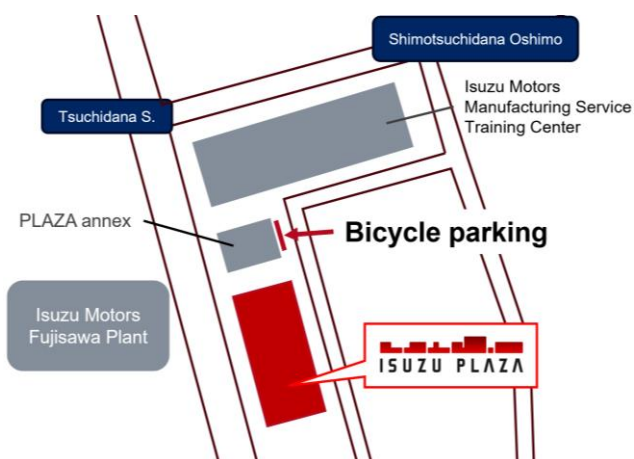 Shimotsuchidana Oshimo
Isuzu Motors
Manufacturing Service
Training Center
Tsuchidana S.
PLAZA annex
Bicycle parking
Isuzu Motors
Fujisawa Plant
ISUZU PLAZA